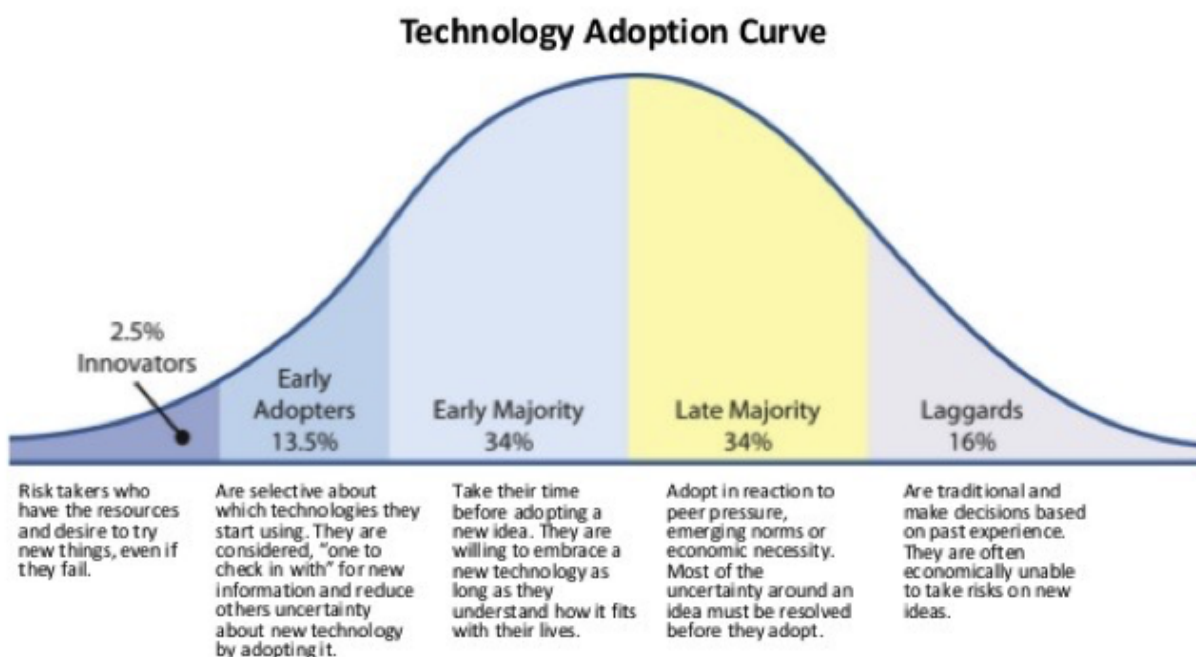 Technology Adoption Curve
2.5%
Innovators
Early
Adopters
13.5%
Early Majority
34%
Late Majority
34%
Laggards
16%
Risk takers who
have the resources
and desire to try
new things, even if
they fail.
Are selective about
which technologies they
start using. They are
considered, "one to
check in with" for new
information and reduce
others uncertainty
about new technology
by adopting it.
Take their time
before adopting a
new idea. They are
willing to embrace a
new technology as
long as they
understand how it fits
with their lives.
Adopt in reaction to
peer pressure,
emerging norms or
economic necessity.
Most of the
uncertainty around an
idea must be resolved
before they adopt.
Are traditional and
make decisions based
on past experience.
They are often
economically unable
to take risks on new
ideas.